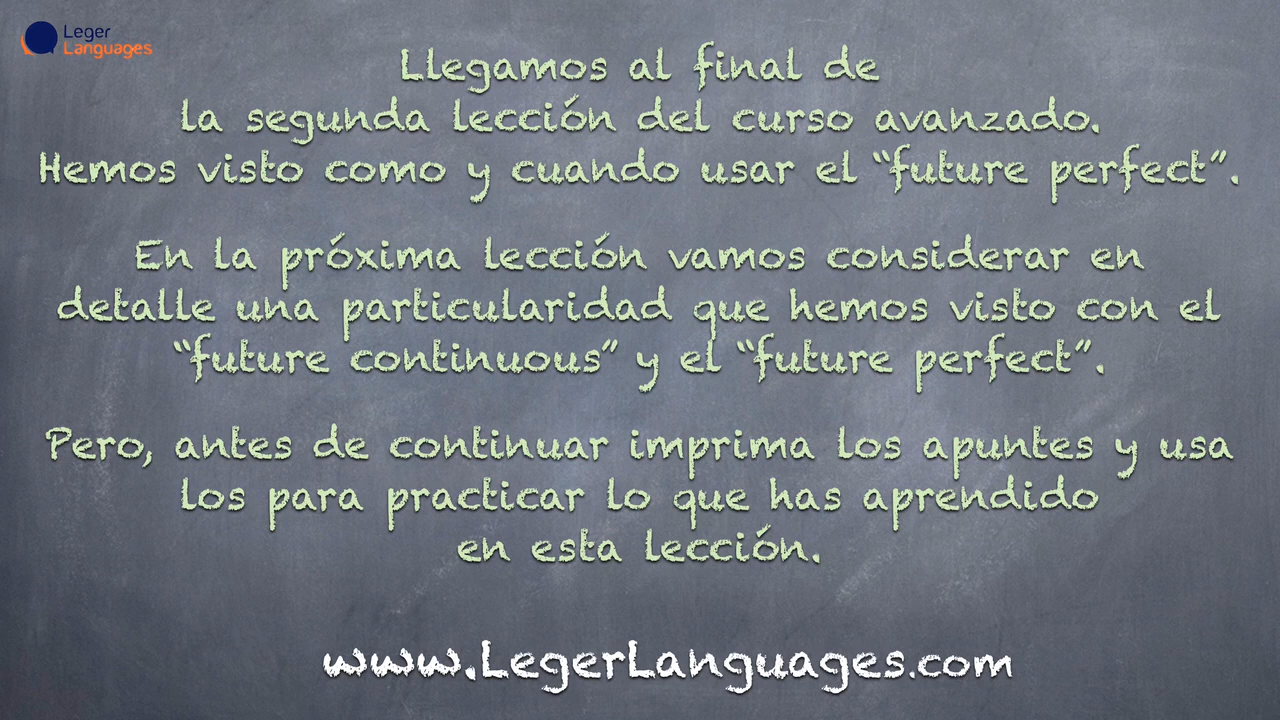 Leger
Languages
Llegamos al final de
la segunda lección del curso avanzado.
Hemos visto como y cuando usar el “future perfect”.
En la próxima lección vamos considerar en
detalle una particularidad que hemos visto con el
“future continuous” y el “future perfect”.
Pero, antes de continuar imprima los apuntes y usa
los para practicar lo que has aprendido
en esta lección.
www.LegerLanguages.com